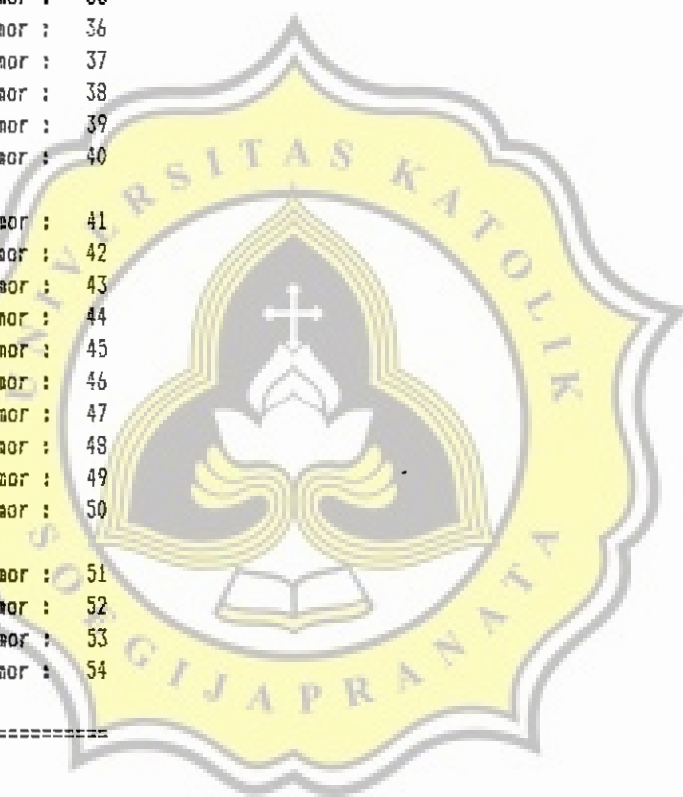 mor : 36
mor : 37
mor : 38
mor : 39
mor : 40
mor : 41
mor : 42
mor : 43
mor : 44
mor : 45
mor : 46
mor : 47
mor : 48
mor : 49
mor : 50
mor : 51
mor : 52
mor : 53
mor : 54
===========
UNIVERSITAS KATOLIK
SOEGIJAPRANATA